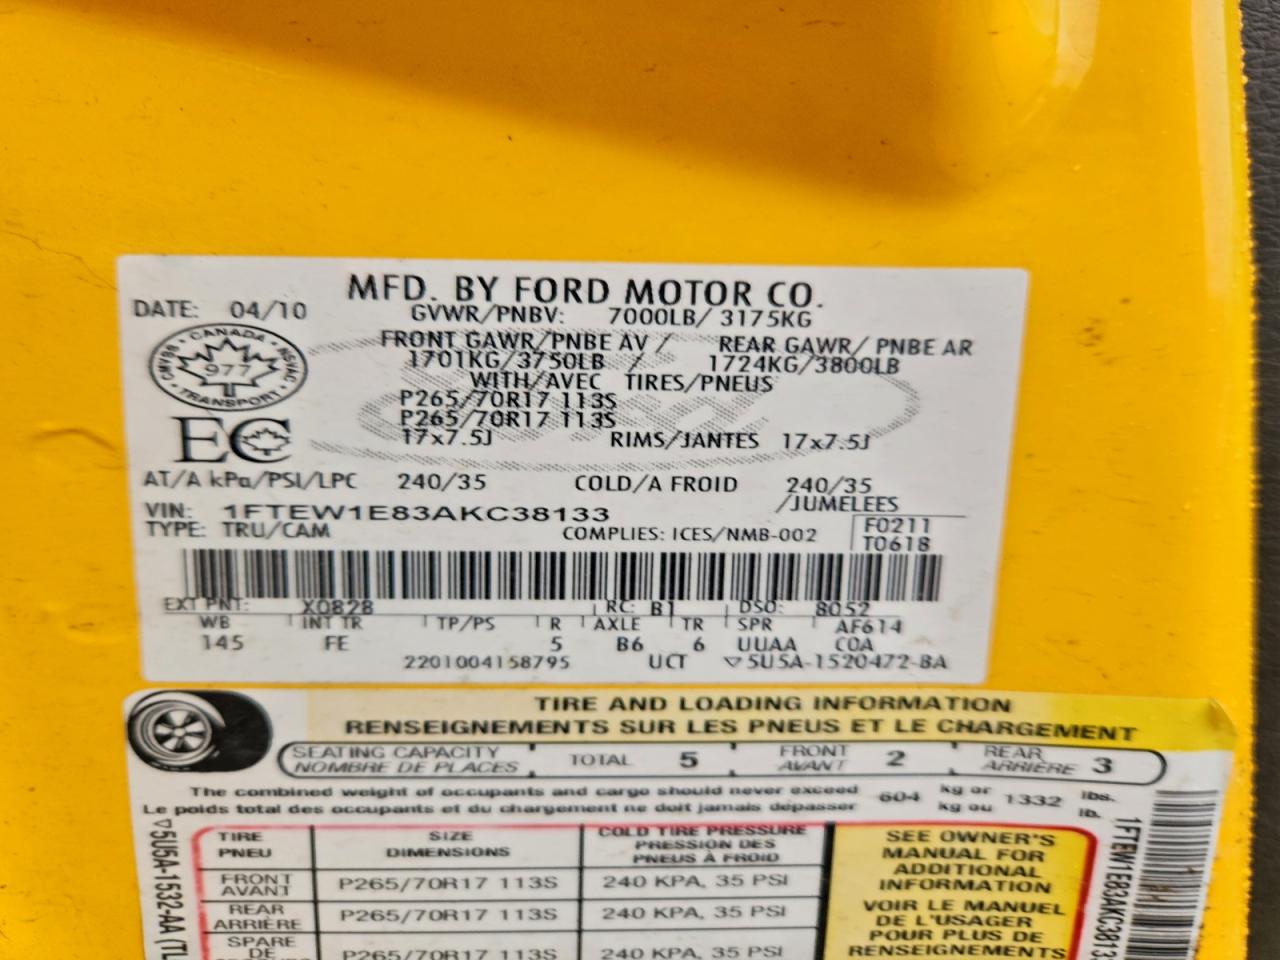 MFD. BY FORD MOTOR CO.
DATE: 04/10
GVWR/PNBV: 7000LB/ 3175KG
FRONT GAWR/PNBE AV / REAR GAWR/ PNBE AR
1701KG/3750LB / 1724KG/3800LB
WITH/AVEC TIRES/PNEUS
P265/70R17 113S
P265/70R17 113S
17x7.5J RIMS/JANTES 17x7.5J
CANADA
CMVSS NSVAC
977
TRANSPORT
EC
AT/A kPa/PSI/LPC 240/35 COLD/A FROID 240/35
/JUMELEES
VIN: 1FTEW1E83AKC38133
TYPE: TRU/CAM COMPLIES: ICES/NMB-002
F0211
T0618
EXT PNT: X0828 RC: B1 DSO: 8052
WB INT TR TP/PS R AXLE TR SPR AF614
145 FE 5 B6 6 UUAA C0A
2201004158795 UCT ▽5U5A-1520472-BA
TIRE AND LOADING INFORMATION
RENSEIGNEMENTS SUR LES PNEUS ET LE CHARGEMENT
SEATING CAPACITY
NOMBRE DE PLACES
TOTAL 5
FRONT
AVANT
2
REAR
ARRIÈRE
3
The combined weight of occupants and cargo should never exceed
Le poids total des occupants et du chargement ne doit jamais dépasser
604 kg or
kg ou
1332 lbs.
lb.
▽5U5A-1532-AA (TL
TIRE
PNEU
SIZE
DIMENSIONS
COLD TIRE PRESSURE
PRESSION DES
PNEUS À FROID
FRONT
AVANT
P265/70R17 113S
240 KPA, 35 PSI
REAR
ARRIÈRE
P265/70R17 113S
240 KPA, 35 PSI
SPARE
DE
P265/70R17 113S
240 KPA, 35 PSI
SEE OWNER'S
MANUAL FOR
ADDITIONAL
INFORMATION
VOIR LE MANUEL
DE L'USAGER
POUR PLUS DE
RENSEIGNEMENTS
1FTEW1E83AKC3813